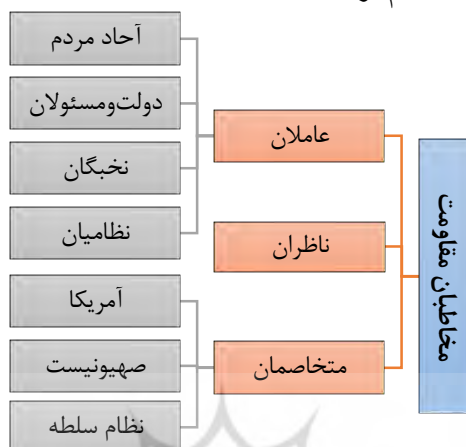 مخاطبان مقاومت
عاملان
آحاد مردم
دولت‌ومسئولان
نخبگان
نظامیان
ناظران
متخاصمان
آمریکا
صهیونیست
نظام سلطه